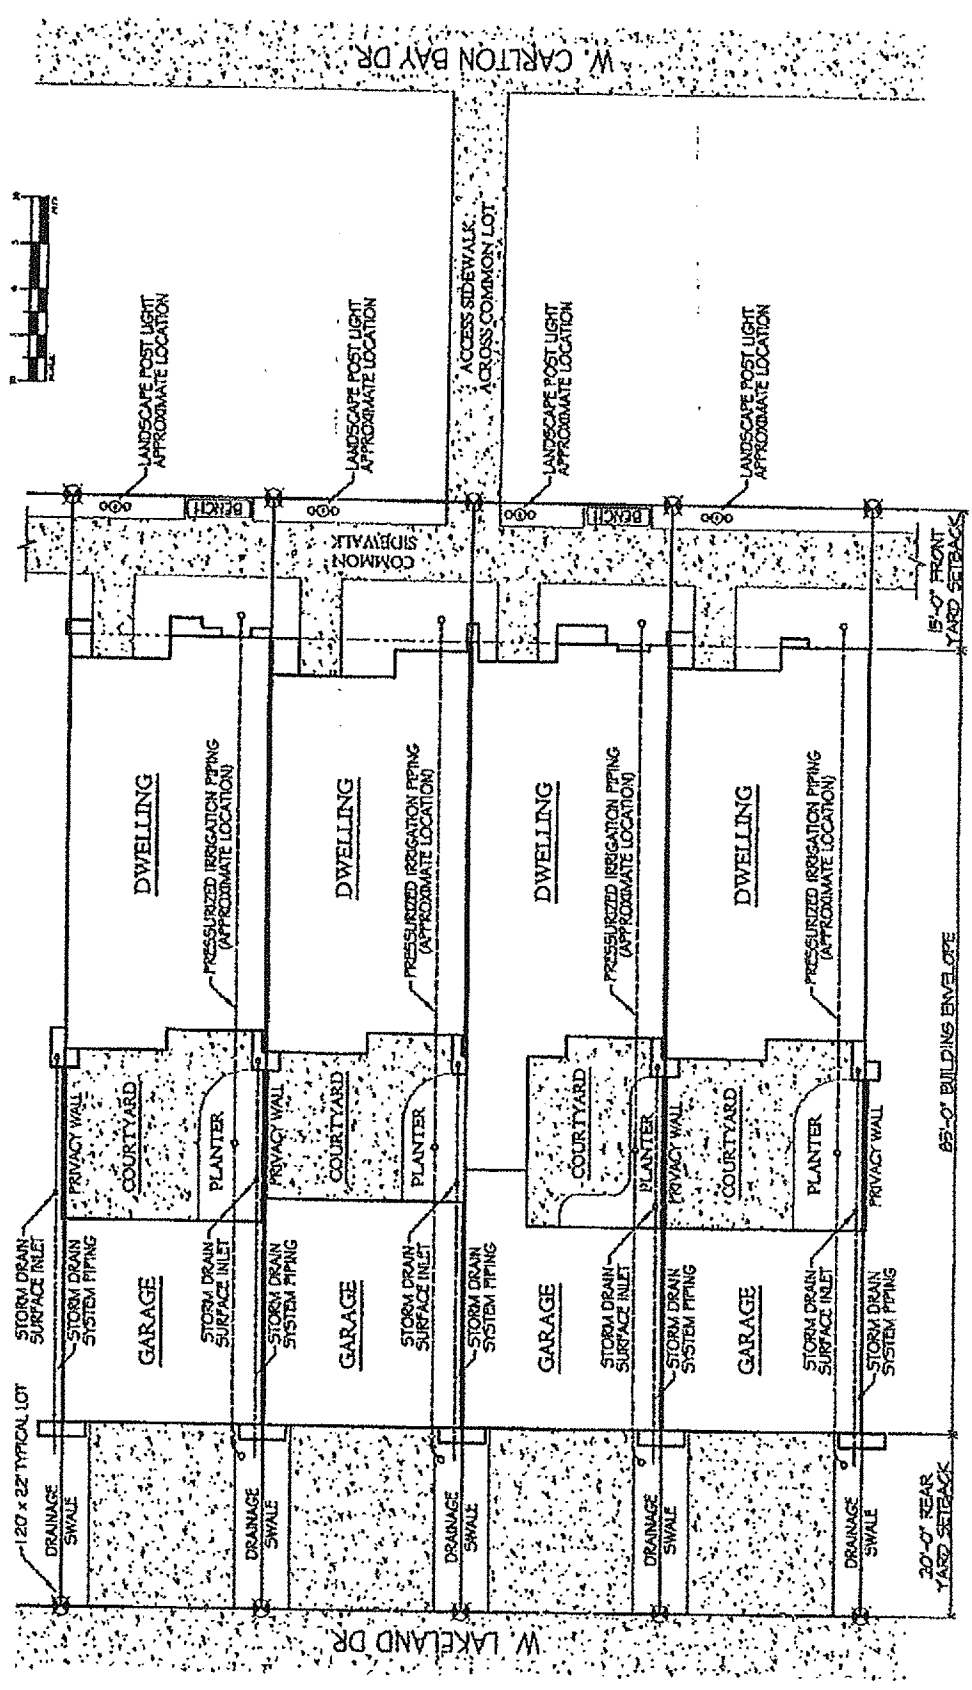 W. CARLTON BAY DR.
ACCESS SIDEWALK
ACROSS COMMON LOT
LANDSCAPE POST LIGHT
APPROXIMATE LOCATION
LANDSCAPE POST LIGHT
APPROXIMATE LOCATION
LANDSCAPE POST LIGHT
APPROXIMATE LOCATION
LANDSCAPE POST LIGHT
APPROXIMATE LOCATION
BENCH
BENCH
COMMON
SIDEWALK
15'-0" FRONT
YARD SETBACK
DWELLING
DWELLING
DWELLING
DWELLING
PRESSURIZED IRRIGATION PIPING
(APPROXIMATE LOCATION)
PRESSURIZED IRRIGATION PIPING
(APPROXIMATE LOCATION)
PRESSURIZED IRRIGATION PIPING
(APPROXIMATE LOCATION)
PRESSURIZED IRRIGATION PIPING
(APPROXIMATE LOCATION)
85'-0" BUILDING ENVELOPE
PRIVACY WALL
COURTYARD
PLANTER
PRIVACY WALL
COURTYARD
PLANTER
COURTYARD
PLANTER
PRIVACY WALL
COURTYARD
PLANTER
PRIVACY WALL
STORM DRAIN
SURFACE INLET
STORM DRAIN
SYSTEM PIPING
GARAGE
STORM DRAIN
SURFACE INLET
STORM DRAIN
SYSTEM PIPING
GARAGE
STORM DRAIN
SURFACE INLET
STORM DRAIN
SYSTEM PIPING
GARAGE
STORM DRAIN
SURFACE INLET
STORM DRAIN
SYSTEM PIPING
GARAGE
STORM DRAIN
SURFACE INLET
STORM DRAIN
SYSTEM PIPING
120' x 22' TYPICAL LOT
DRAINAGE
SWALE
DRAINAGE
SWALE
DRAINAGE
SWALE
DRAINAGE
SWALE
DRAINAGE
SWALE
20'-0" REAR
YARD SETBACK
W. LAKELAND DR.